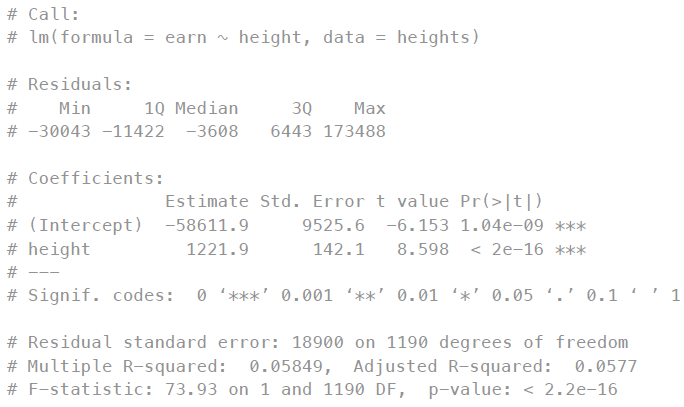 # Call:
# lm(formula = earn ~ height, data = heights)
# Residuals:
#    Min     1Q Median     3Q    Max
# −30043 −11422  −3608   6443 173488
# Coefficients:
#             Estimate Std. Error t value Pr(>|t|)
# (Intercept) −58611.9     9525.6  −6.153 1.04e−09 ***
# height        1221.9      142.1   8.598  < 2e−16 ***
# −−−
# Signif. codes:  0 ‘***’ 0.001 ‘**’ 0.01 ‘*’ 0.05 ‘.’ 0.1 ‘ ’ 1
# Residual standard error: 18900 on 1190 degrees of freedom
# Multiple R−squared:  0.05849,  Adjusted R−squared:  0.0577
# F−statistic: 73.93 on 1 and 1190 DF,  p−value: < 2.2e−16